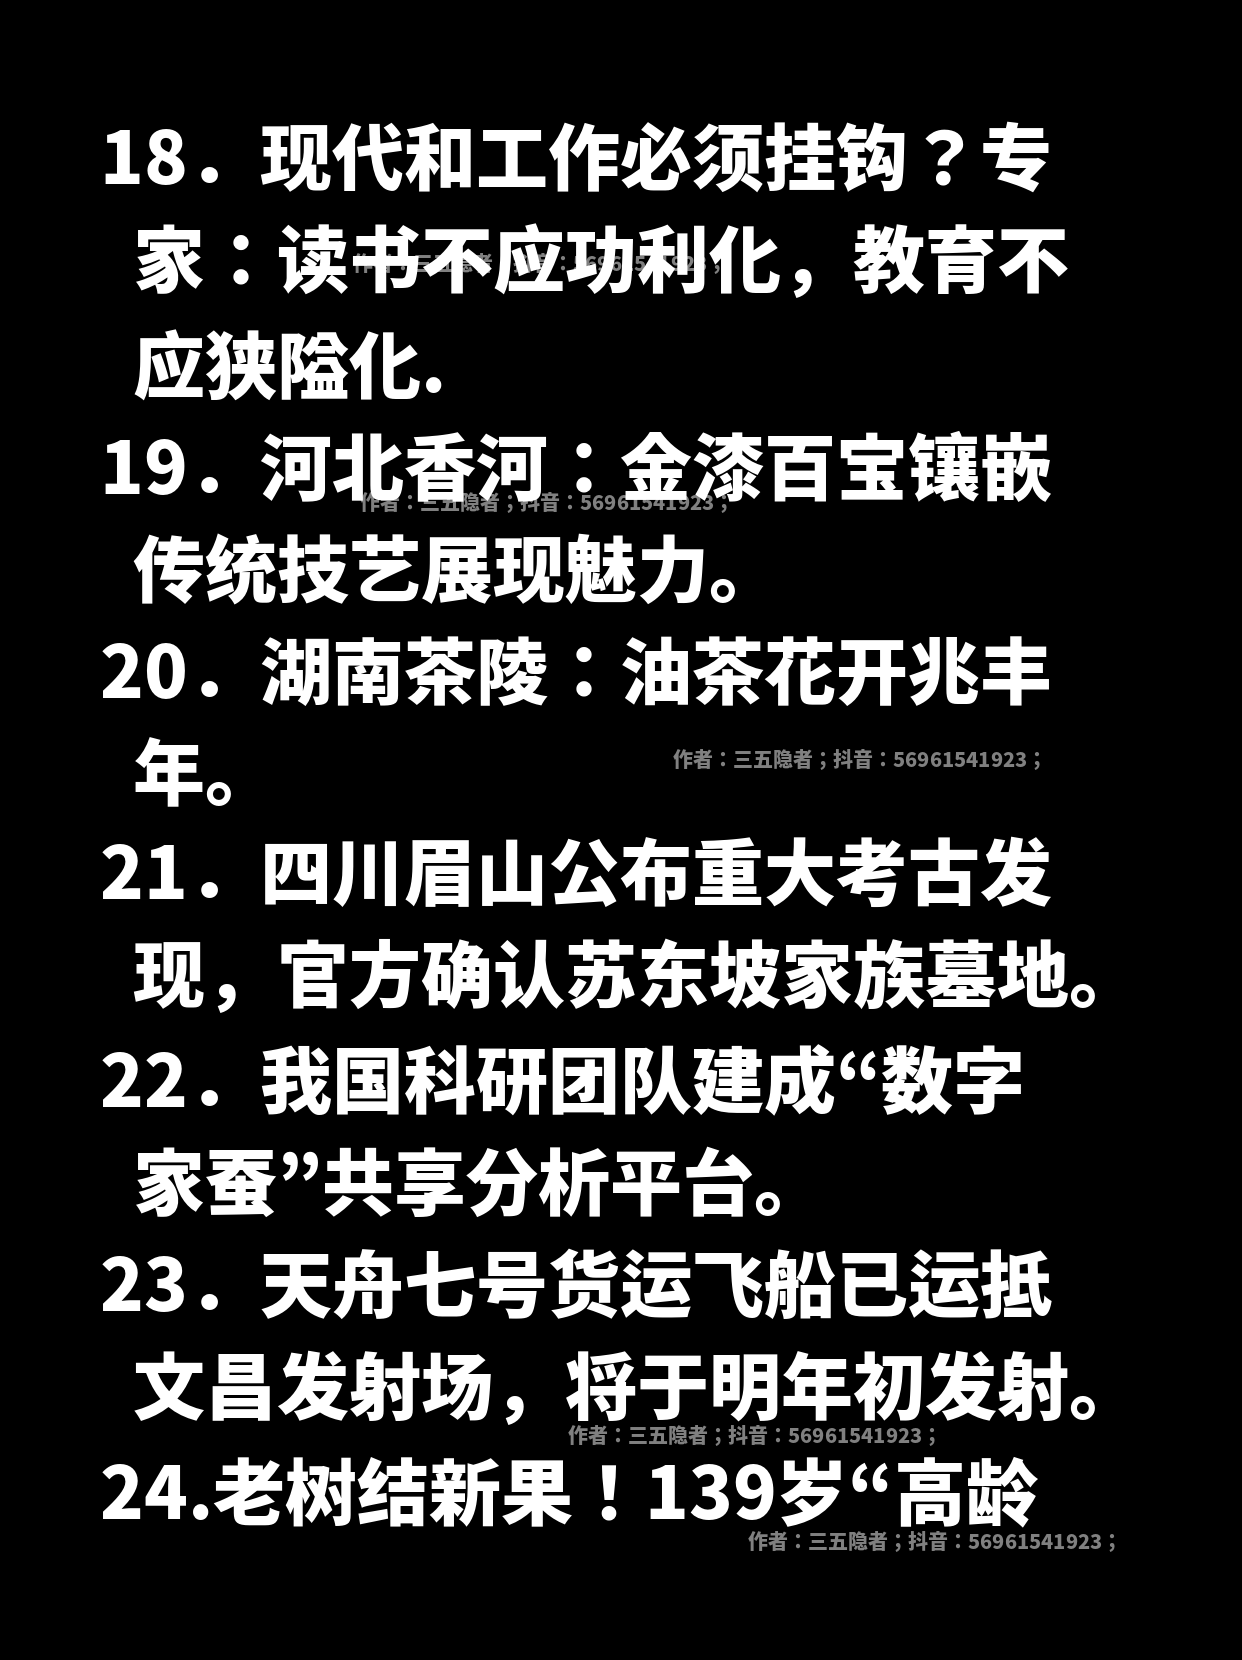 18．现代和工作必须挂钩？专
家：读书不应功利化，教育不
作者：三五隐者；抖音：56961541923；
应狭隘化.
19．河北香河：金漆百宝镶嵌
作者：三五隐者；抖音：56961541923；
传统技艺展现魅力。
20．湖南茶陵：油茶花开兆丰
年。
作者：三五隐者；抖音：56961541923；
21．四川眉山公布重大考古发
现，官方确认苏东坡家族墓地。
22．我国科研团队建成“数字
家蚕”共享分析平台。
23．天舟七号货运飞船已运抵
文昌发射场，将于明年初发射。
作者：三五隐者；抖音：56961541923；
24.老树结新果！139岁“高龄
作者：三五隐者；抖音：56961541923；